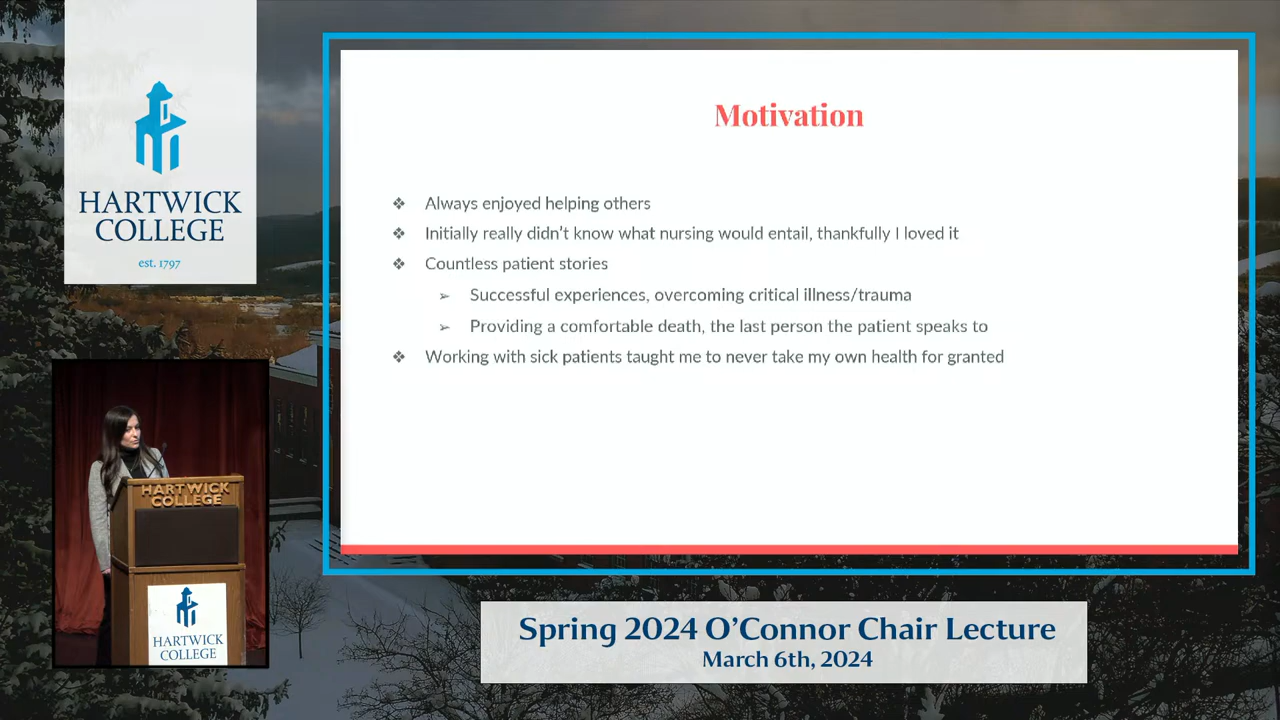 HARTWICK
COLLEGE
est. 1797
Motivation
❖ Always enjoyed helping others
❖ Initially really didn't know what nursing would entail, thankfully I loved it
❖ Countless patient stories
➢ Successful experiences, overcoming critical illness/trauma
➢ Providing a comfortable death, the last person the patient speaks to
❖ Working with sick patients taught me to never take my own health for granted
HARTWICK
COLLEGE
HARTWICK
COLLEGE
Spring 2024 O'Connor Chair Lecture
March 6th, 2024